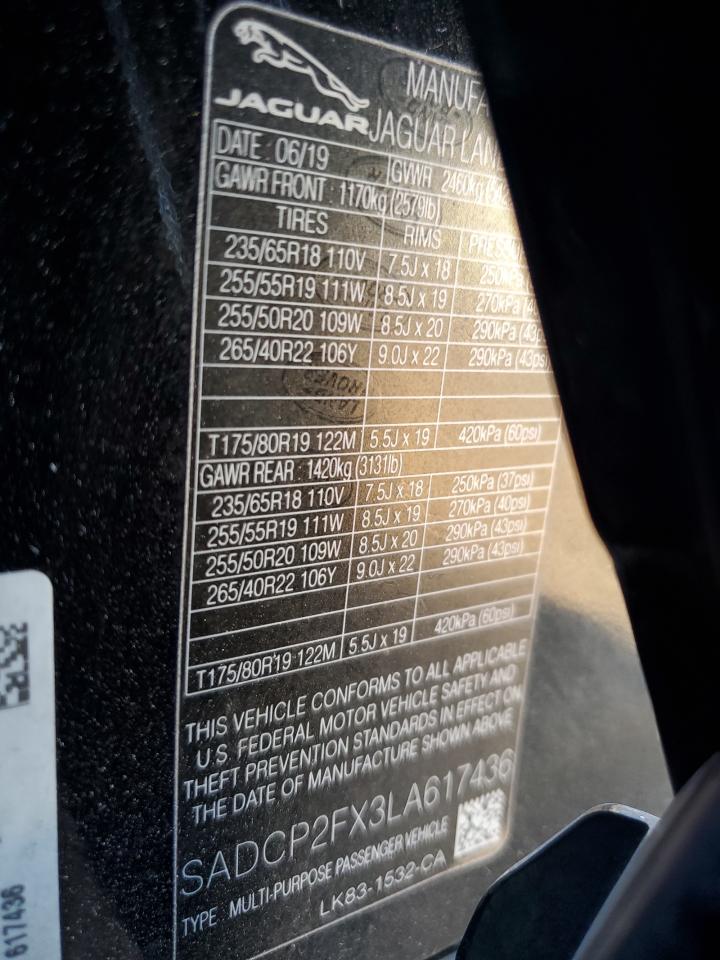 JAGUAR
MANUFA
JAGUAR LAN
DATE : 06/19 GVWR 2460kg
GAWR FRONT : 1170kg (2579lb)
TIRES RIMS PRESSU
235/65R18 110V 7.5J x 18 250kPa
255/55R19 111W 8.5J x 19 270kPa (4
255/50R20 109W 8.5J x 20 290kPa (43ps
265/40R22 106Y 9.0J x 22 290kPa (43psi)
T175/80R19 122M 5.5J x 19 420kPa (60psi)
GAWR REAR : 1420kg (3131lb)
235/65R18 110V 7.5J x 18 250kPa (37psi)
255/55R19 111W 8.5J x 19 270kPa (40psi)
255/50R20 109W 8.5J x 20 290kPa (43psi)
265/40R22 106Y 9.0J x 22 290kPa (43psi)
T175/80R19 122M 5.5J x 19 420kPa (60psi)
THIS VEHICLE CONFORMS TO ALL APPLICABLE
U.S. FEDERAL MOTOR VEHICLE SAFETY AND
THEFT PREVENTION STANDARDS IN EFFECT ON
THE DATE OF MANUFACTURE SHOWN ABOVE
SADCP2FX3LA617436
TYPE MULTI-PURPOSE PASSENGER VEHICLE
LK83-1532-CA
617436
LAND
ROVER